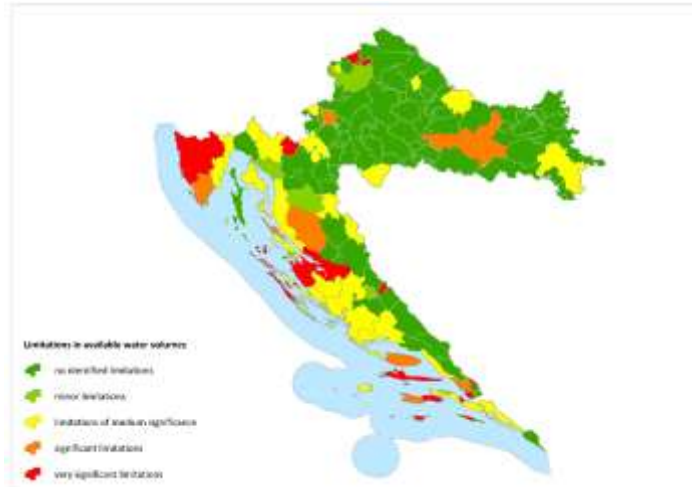 Limitations in available water volumes
no identified limitations
minor limitations
limitations of medium significance
significant limitations
very significant limitations